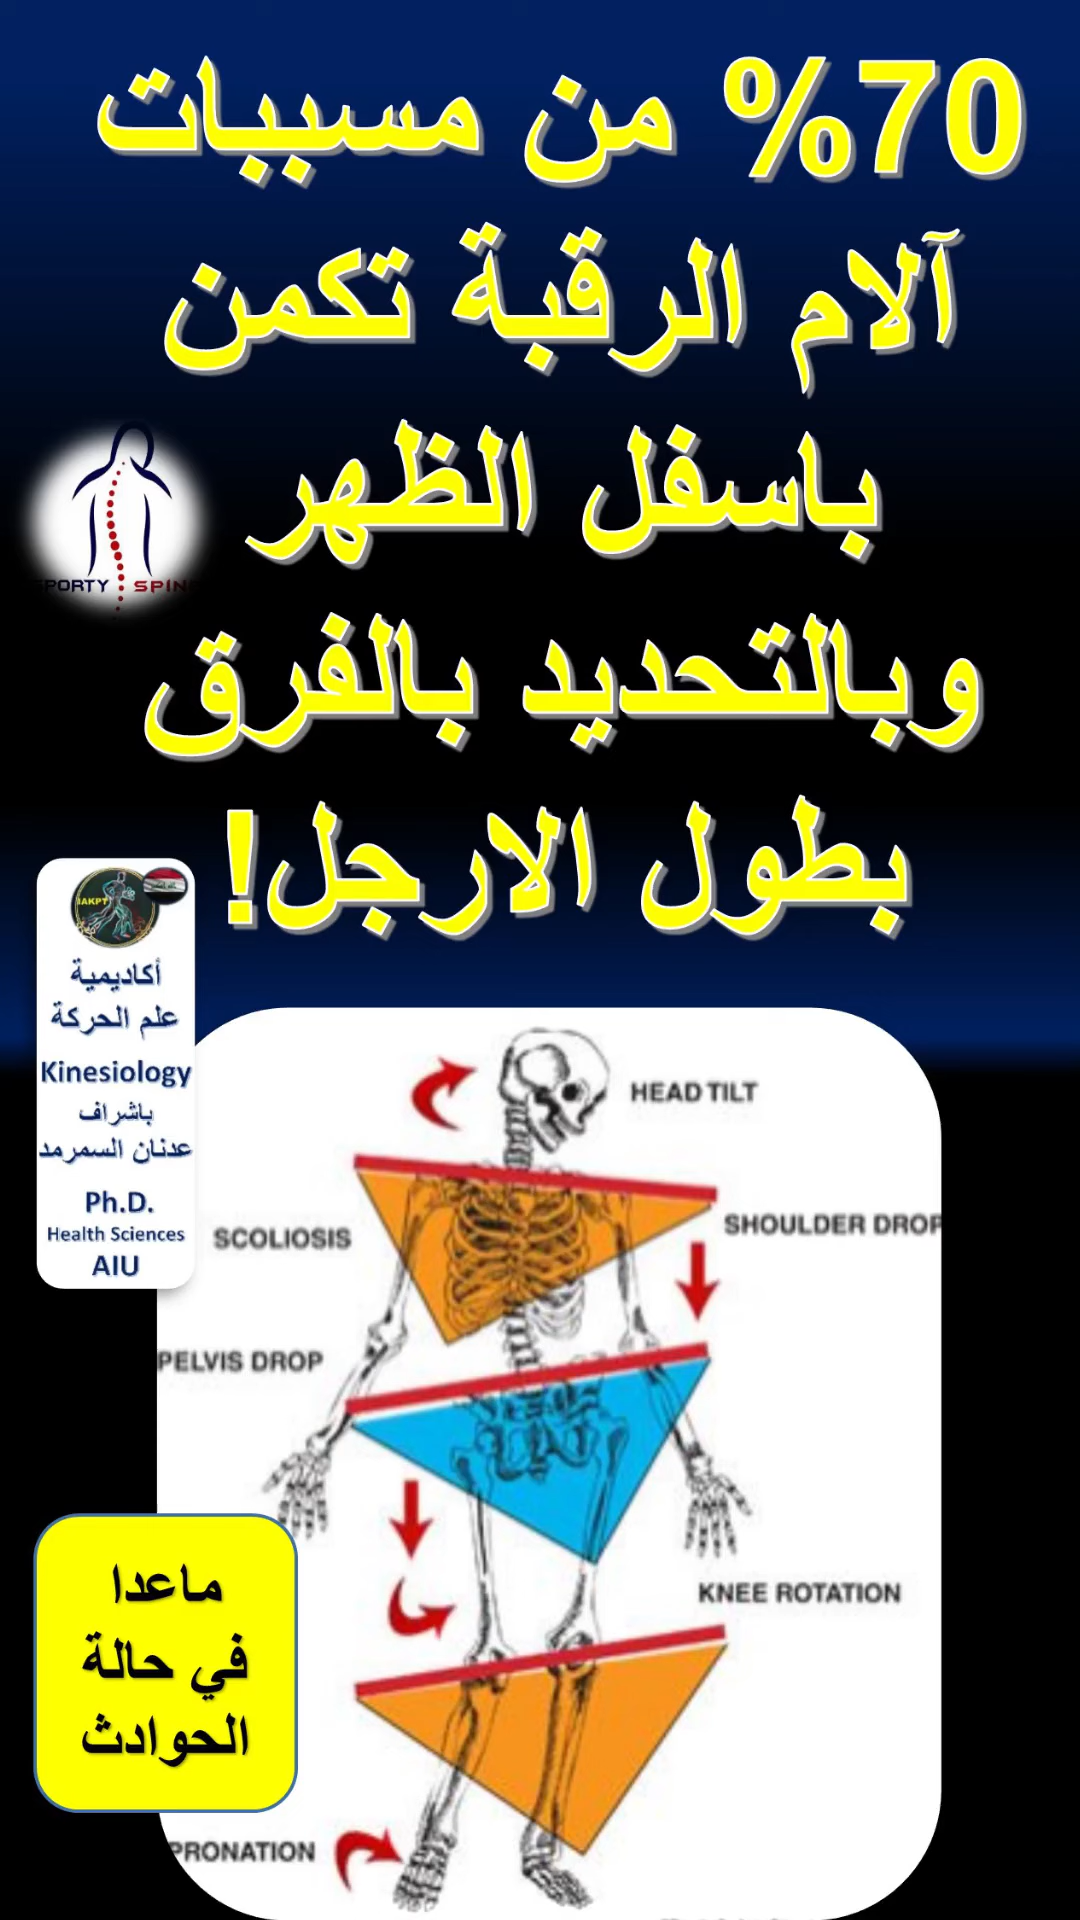 70% من مسببات
آلام الرقبة تكمن
باسفل الظهر
وبالتحديد بالفرق
بطول الارجل!
SPORTY SPINE
IAKPT
أكاديمية
علم الحركة
Kinesiology
باشراف
عدنان السمرمد
Ph.D.
Health Sciences
AIU
HEAD TILT
SCOLIOSIS
SHOULDER DROP
PELVIS DROP
KNEE ROTATION
ماعدا
في حالة
الحوادث
PRONATION